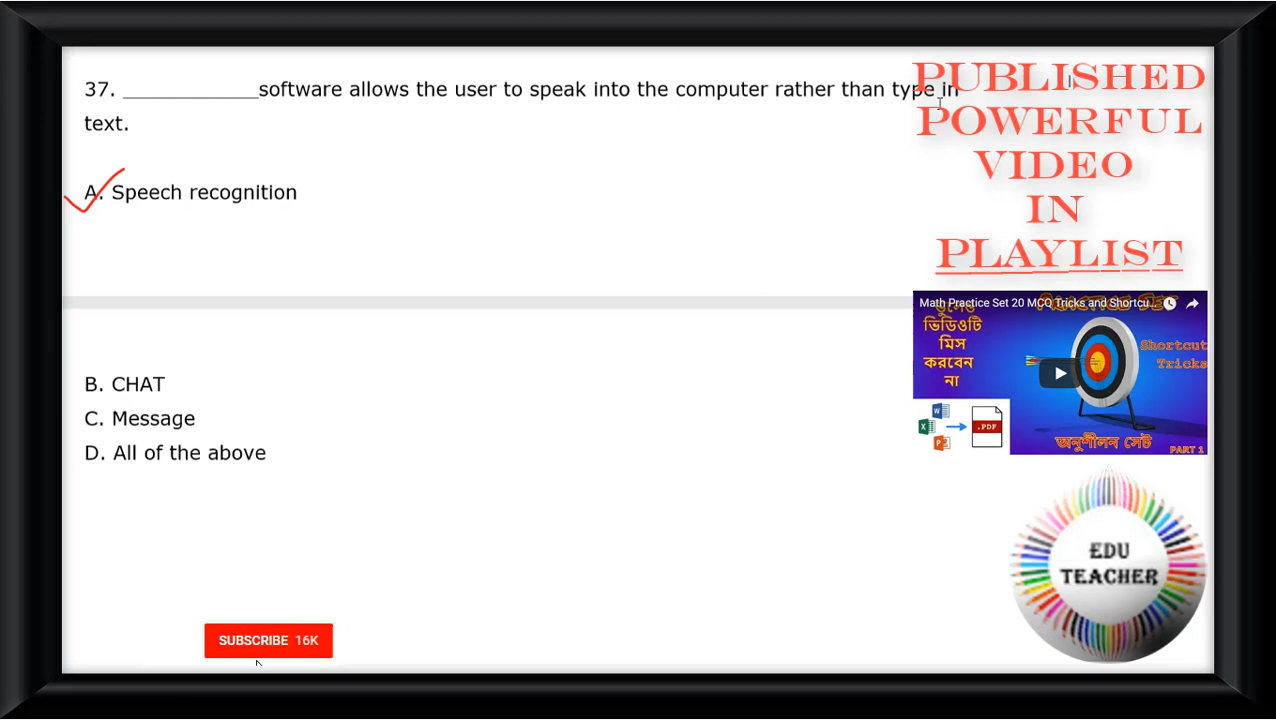 37. _____________software allows the user to speak into the computer rather than type in
text.
A. Speech recognition
B. CHAT
C. Message
D. All of the above
PUBLISHED
POWERFUL
VIDEO
IN
PLAYLIST
Math Practice Set 20 MCQ Tricks and Shortcu...
ভিডিওটি
মিস
করবেন
না
Shortcut
Tricks
W
X
P
.PDF
অনুশীলন সেট
PART 1
EDU
TEACHER
SUBSCRIBE 16K